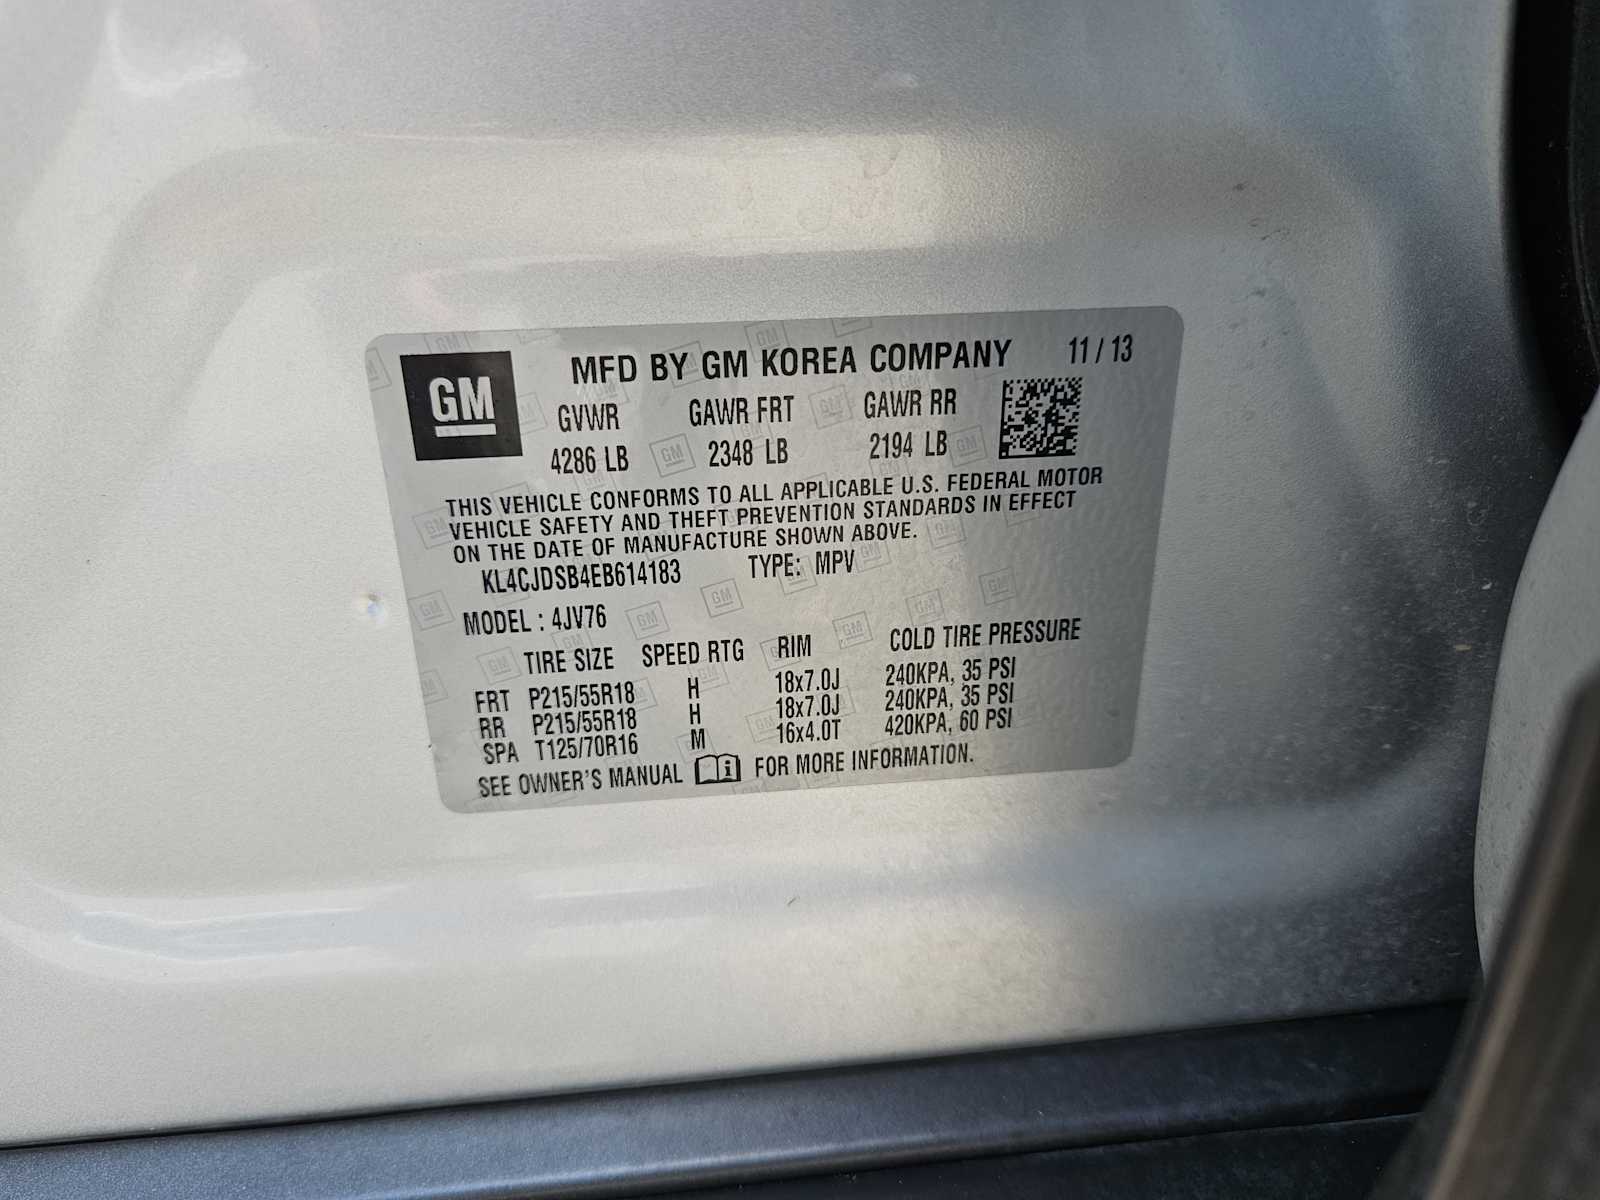 GM
MFD BY GM KOREA COMPANY 11 / 13
GVWR GAWR FRT GAWR RR
4286 LB 2348 LB 2194 LB
THIS VEHICLE CONFORMS TO ALL APPLICABLE U.S. FEDERAL MOTOR
VEHICLE SAFETY AND THEFT PREVENTION STANDARDS IN EFFECT
ON THE DATE OF MANUFACTURE SHOWN ABOVE.
KL4CJDSB4EB614183 TYPE: MPV
MODEL : 4JV76
TIRE SIZE SPEED RTG RIM COLD TIRE PRESSURE
FRT P215/55R18 H 18x7.0J 240KPA, 35 PSI
RR P215/55R18 H 18x7.0J 240KPA, 35 PSI
SPA T125/70R16 M 16x4.0T 420KPA, 60 PSI
SEE OWNER'S MANUAL i FOR MORE INFORMATION.